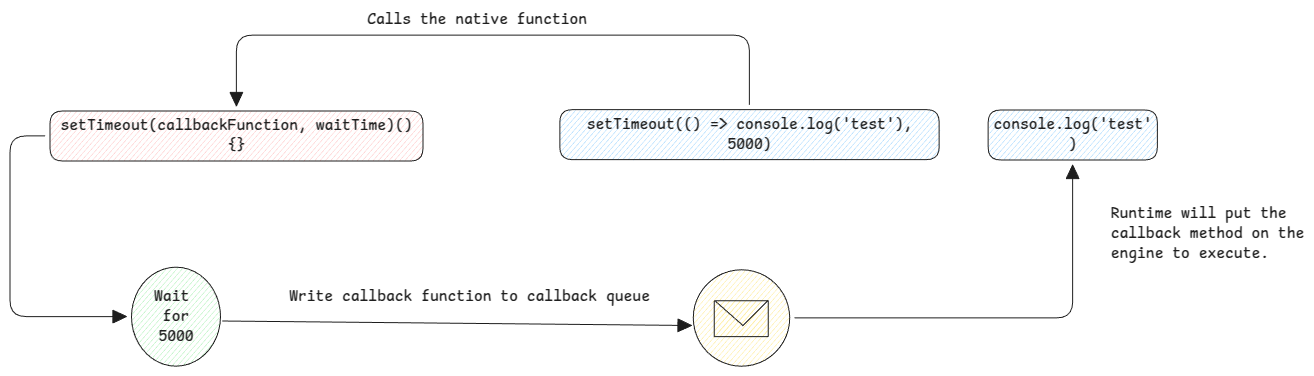 Calls the native function
setTimeout(callbackFunction, waitTime)()
{}
setTimeout(() => console.log('test'),
5000)
console.log('test'
)
Runtime will put the
callback method on the
engine to execute.
Wait
for
5000
Write callback function to callback queue